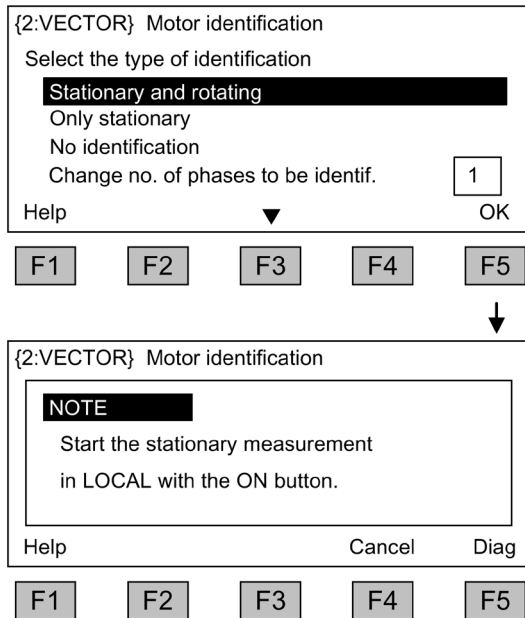 {2:VECTOR} Motor identification
Select the type of identification
Stationary and rotating
Only stationary
No identification
Change no. of phases to be identif. 1
Help ▼ OK
F1 F2 F3 F4 F5
{2:VECTOR} Motor identification
NOTE
Start the stationary measurement
in LOCAL with the ON button.
Help Cancel Diag
F1 F2 F3 F4 F5